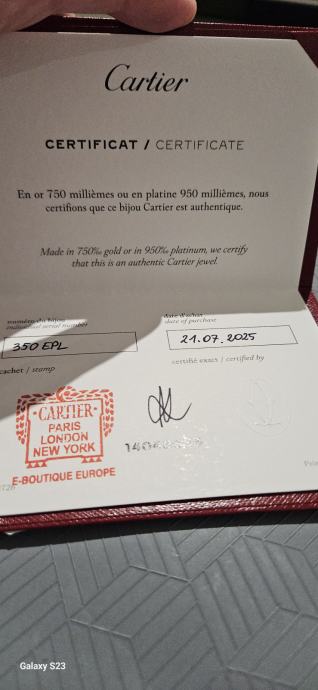 Cartier
CERTIFICAT / CERTIFICATE
En or 750 millièmes ou en platine 950 millièmes, nous
certifions que ce bijou Cartier est authentique.
Made in 750‰ gold or in 950‰ platinum, we certify
that this is an authentic Cartier jewel.
numéro du bijou
individual serial number
date d'achat
date of purchase
350 EPL
21.07.2025
cachet / stamp
certifié exact / certified by
CARTIER
PARIS
LONDON
NEW YORK
E-BOUTIQUE EUROPE
Galaxy S23